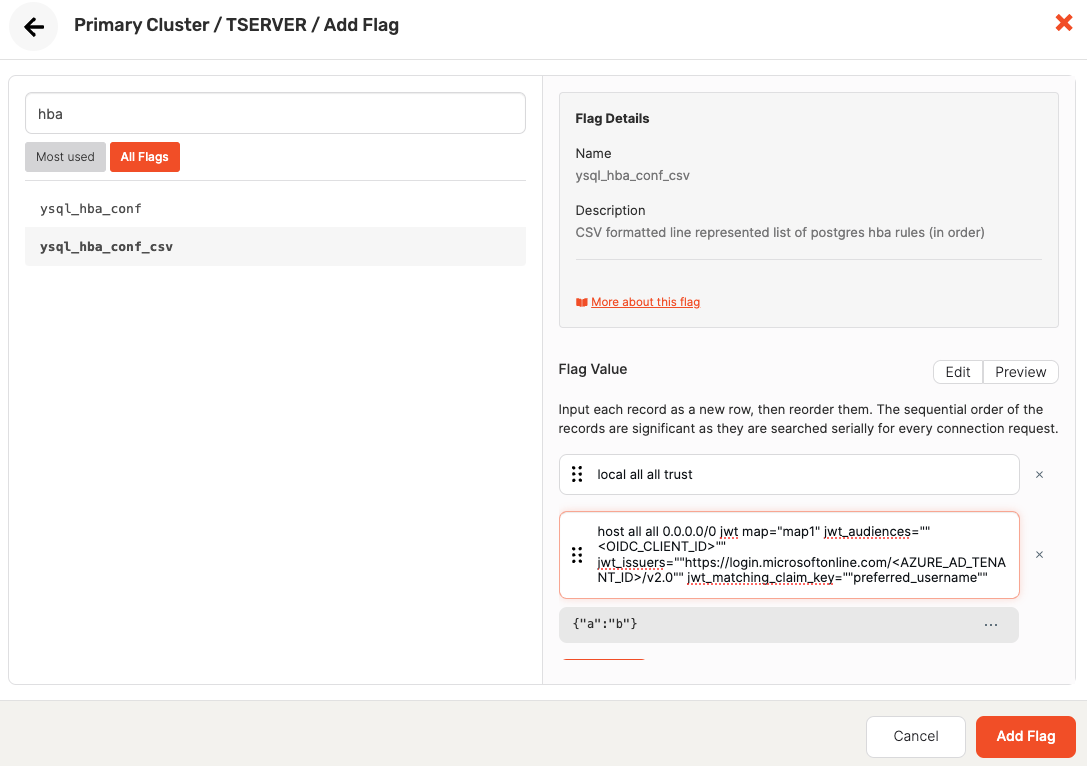 Primary Cluster / TSERVER / Add Flag
hba
Most used
All Flags
ysql_hba_conf
ysql_hba_conf_csv
Flag Details
Name
ysql_hba_conf_csv
Description
CSV formatted line represented list of postgres hba rules (in order)
More about this flag
Flag Value
Edit
Preview
Input each record as a new row, then reorder them. The sequential order of the
records are significant as they are searched serially for every connection request.
local all all trust
×
host all all 0.0.0.0/0 jwt map="map1" jwt_audiences=""
<OIDC_CLIENT_ID>""
jwt_issuers=""https://login.microsoftonline.com/<AZURE_AD_TENA
NT_ID>/v2.0"" jwt_matching_claim_key=""preferred_username""
×
{"a":"b"}
...
Cancel
Add Flag